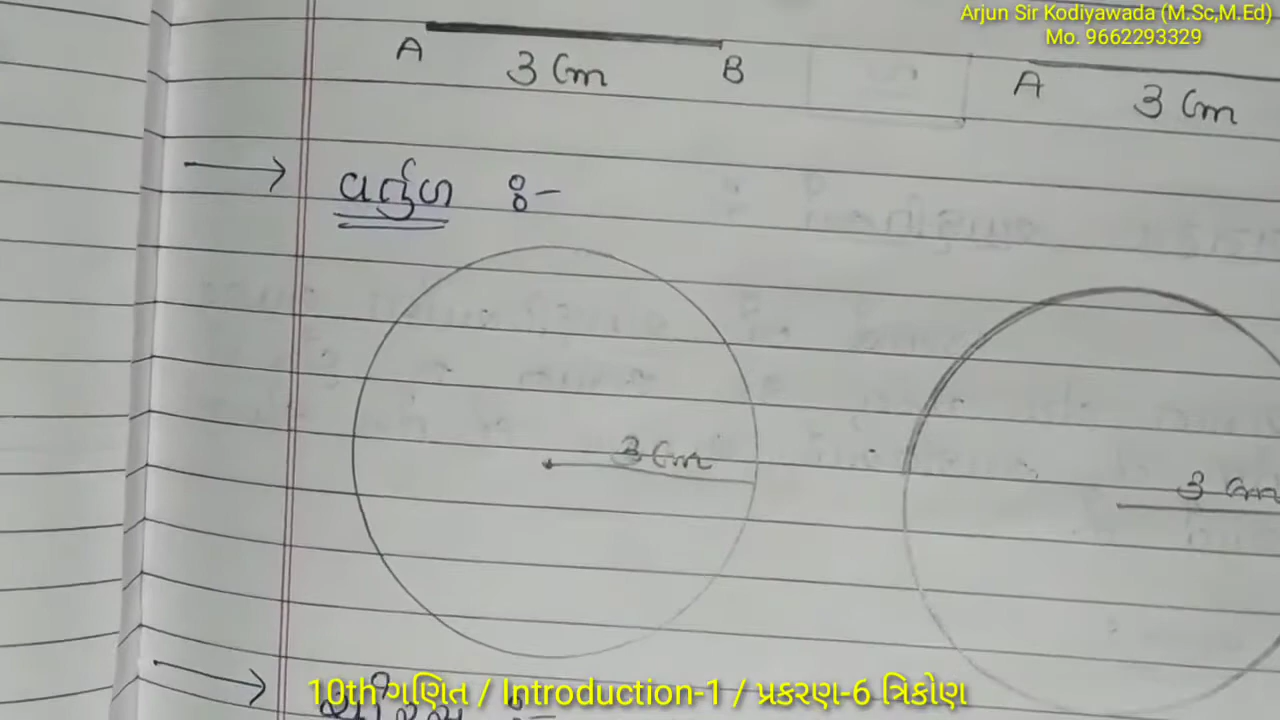 Arjun Sir Kodiyawada (M.Sc,M.Ed)
Mo. 9662293329
A 3 Cm B
A 3 Cm
→ વર્તુળ :-
3 Cm
3 Cm
→
10th ગણિત / Introduction-1 / પ્રકરણ-6 ત્રિકોણ